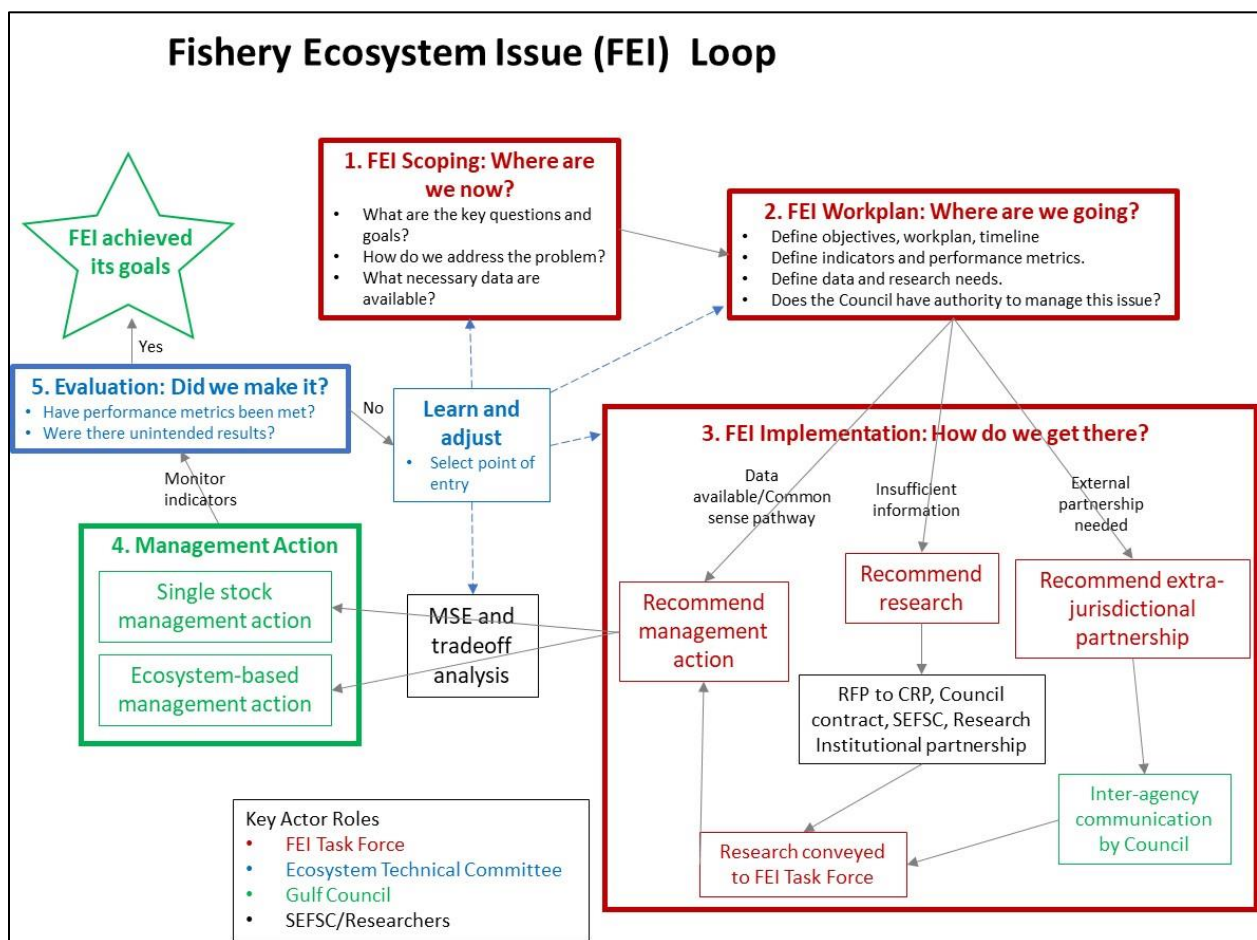 Fishery Ecosystem Issue (FEI) Loop
FEI achieved
its goals
1. FEI Scoping: Where are
we now?
• What are the key questions and
goals?
• How do we address the problem?
• What necessary data are
available?
2. FEI Workplan: Where are we going?
• Define objectives, workplan, timeline
• Define indicators and performance metrics.
• Define data and research needs.
• Does the Council have authority to manage this issue?
Yes
5. Evaluation: Did we make it?
• Have performance metrics been met?
• Were there unintended results?
No
Learn and
adjust
• Select point of
entry
3. FEI Implementation: How do we get there?
Data
available/Common
sense pathway
Insufficient
information
External
partnership
needed
Monitor
indicators
4. Management Action
Single stock
management action
Ecosystem-based
management action
MSE and
tradeoff
analysis
Recommend
management
action
Recommend
research
Recommend extra-
jurisdictional
partnership
RFP to CRP, Council
contract, SEFSC, Research
Institutional partnership
Inter-agency
communication
by Council
Research conveyed
to FEI Task Force
Key Actor Roles
• FEI Task Force
• Ecosystem Technical Committee
• Gulf Council
• SEFSC/Researchers